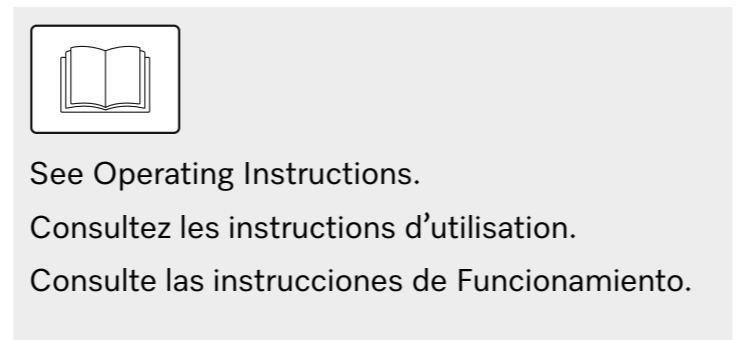 See Operating Instructions.
Consultez les instructions d’utilisation.
Consulte las instrucciones de Funcionamiento.